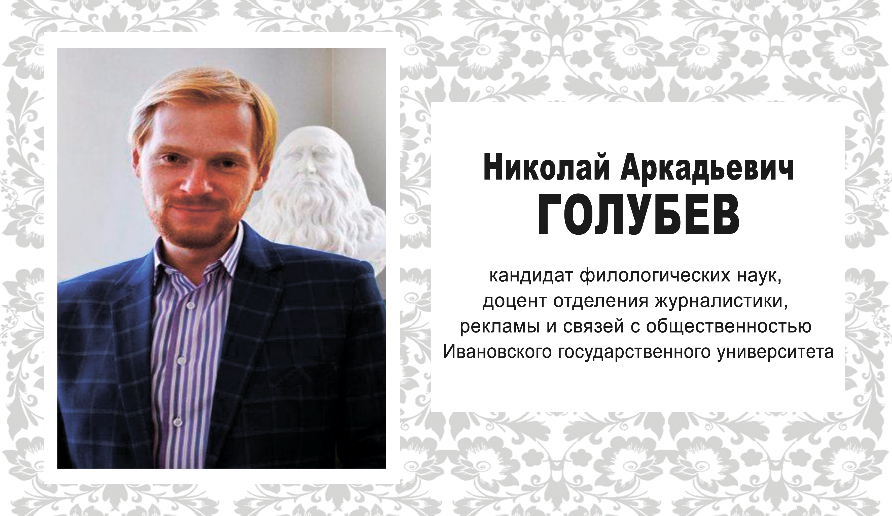 Николай Аркадьевич
ГОЛУБЕВ
кандидат филологических наук,
доцент отделения журналистики,
рекламы и связей с общественностью
Ивановского государственного университета